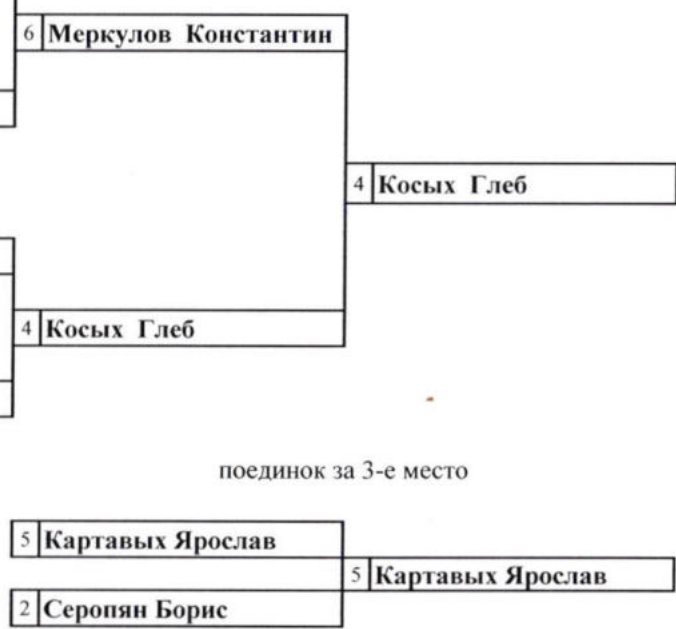 6 Меркулов Константин
4 Косых Глеб
4 Косых Глеб
поединок за 3-е место
5 Картавых Ярослав
5 Картавых Ярослав
2 Серопян Борис